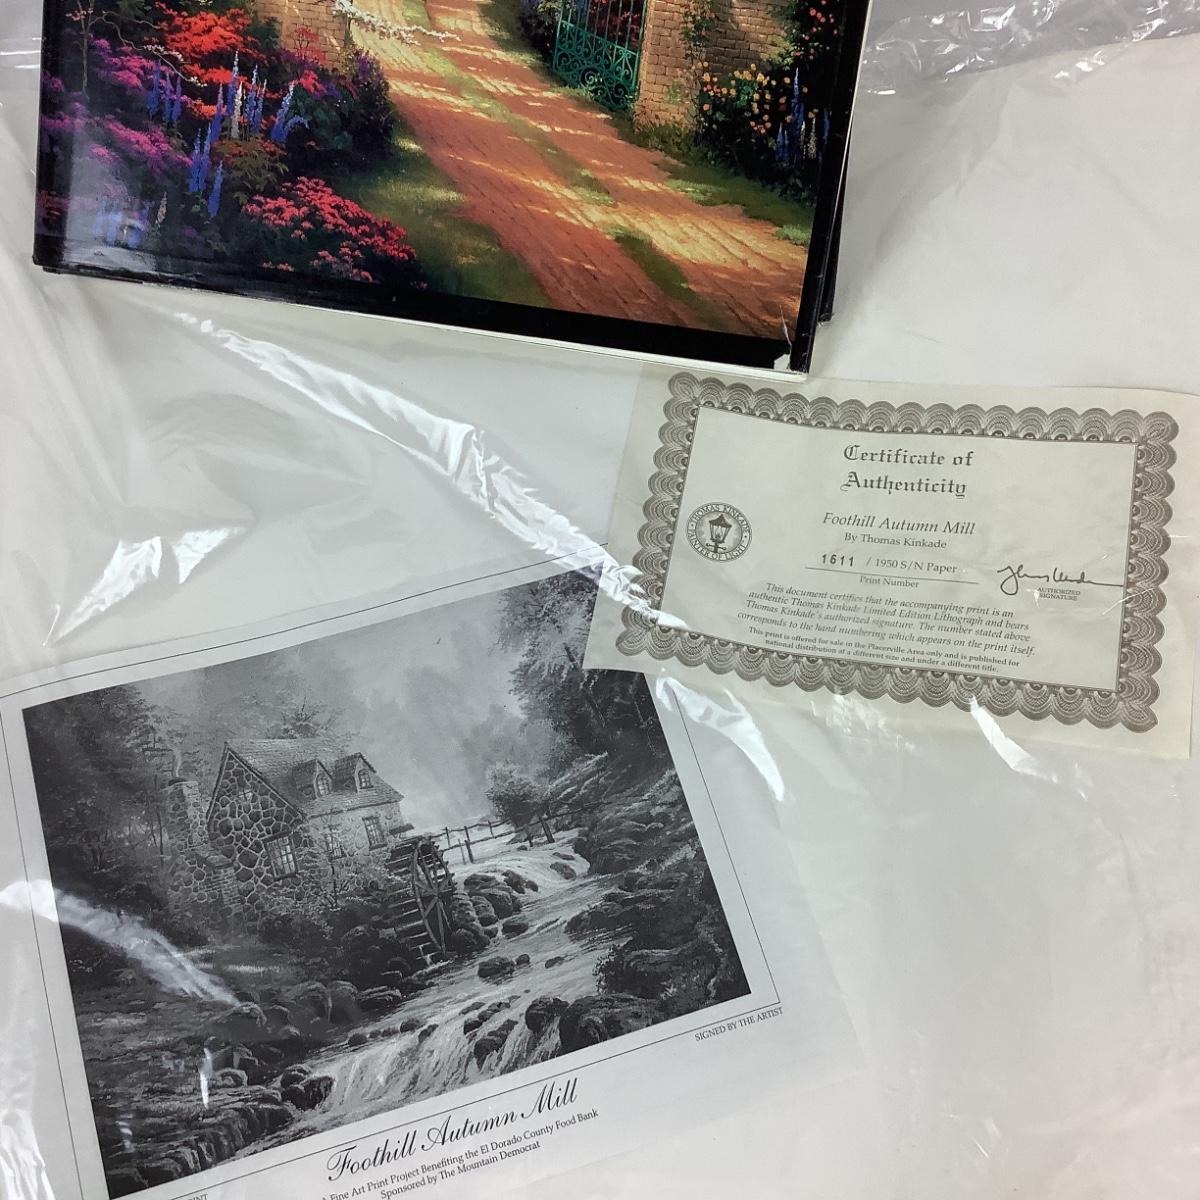 Certificate of
Authenticity
THOMAS KINKADE
PAINTER OF LIGHT
Foothill Autumn Mill
By Thomas Kinkade
1611 / 1950 S/N Paper
Print Number
AUTHORIZED
SIGNATURE
This document certifies that the accompanying print is an
authentic Thomas Kinkade Limited Edition Lithograph and bears
Thomas Kinkade's authorized signature. The number stated above
corresponds to the hand numbering which appears on the print itself.
This print is offered for sale in the Placerville Area only and is published for
national distribution at a different size and under a different title.
SIGNED BY THE ARTIST
Foothill Autumn Mill
A Fine Art Print Project Benefiting the El Dorado County Food Bank
Sponsored by The Mountain Democrat